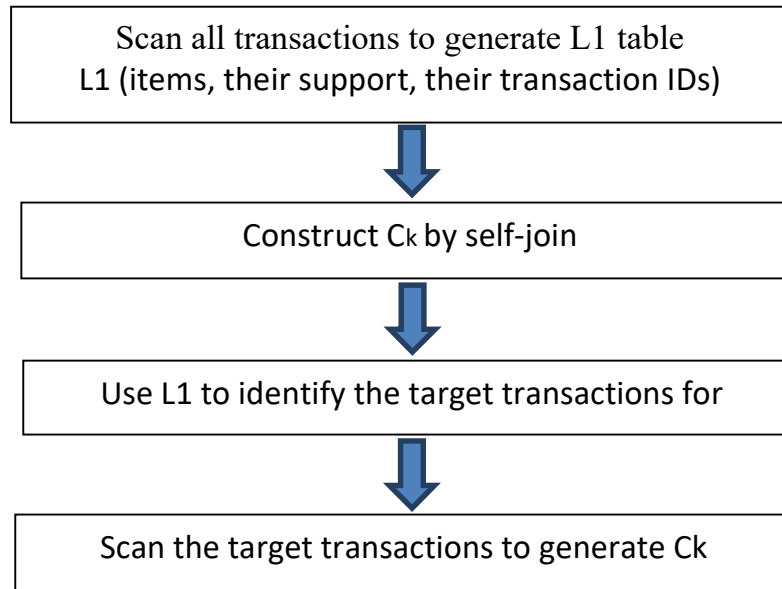 Scan all transactions to generate L1 table
L1 (items, their support, their transaction IDs)
Construct Ck by self-join
Use L1 to identify the target transactions for
Scan the target transactions to generate Ck